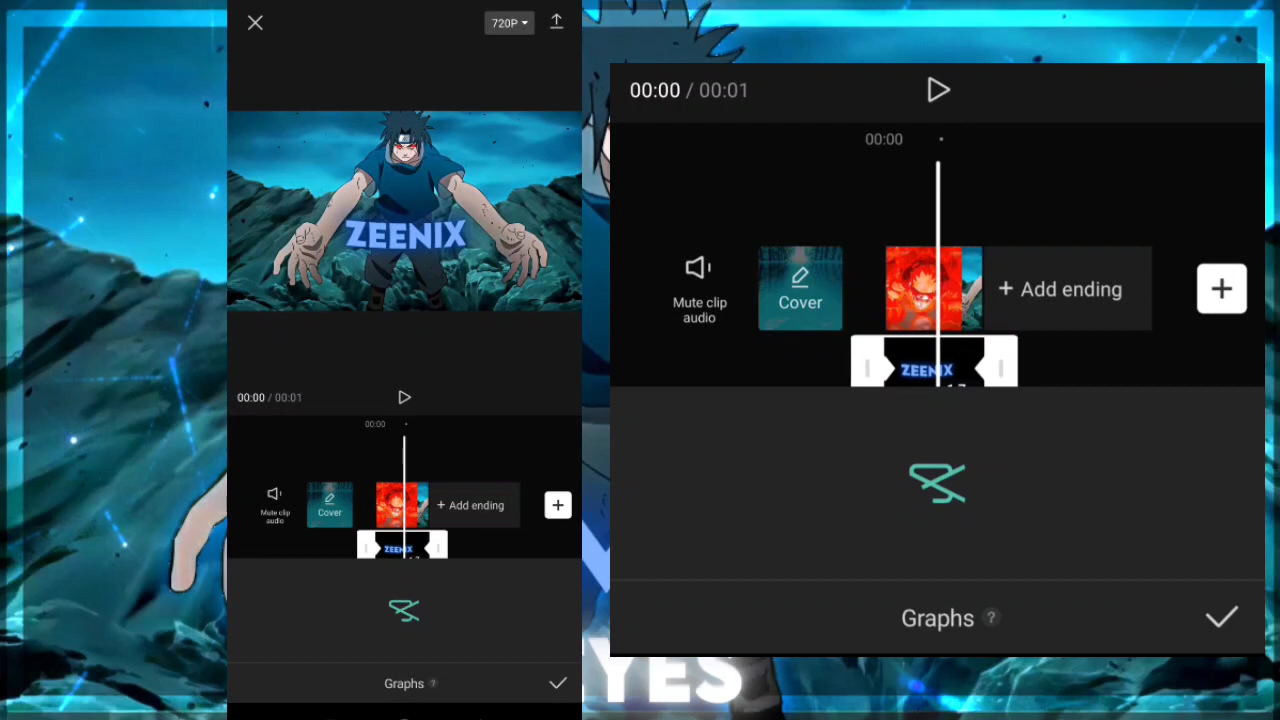 720P
ZEENIX
00:00 / 00:01
00:00
Mute clip
audio
Cover
+ Add ending
+
ZEENIX
Graphs ?
00:00 / 00:01
00:00
Mute clip
audio
Cover
+ Add ending
+
ZEENIX
Graphs ?
YES